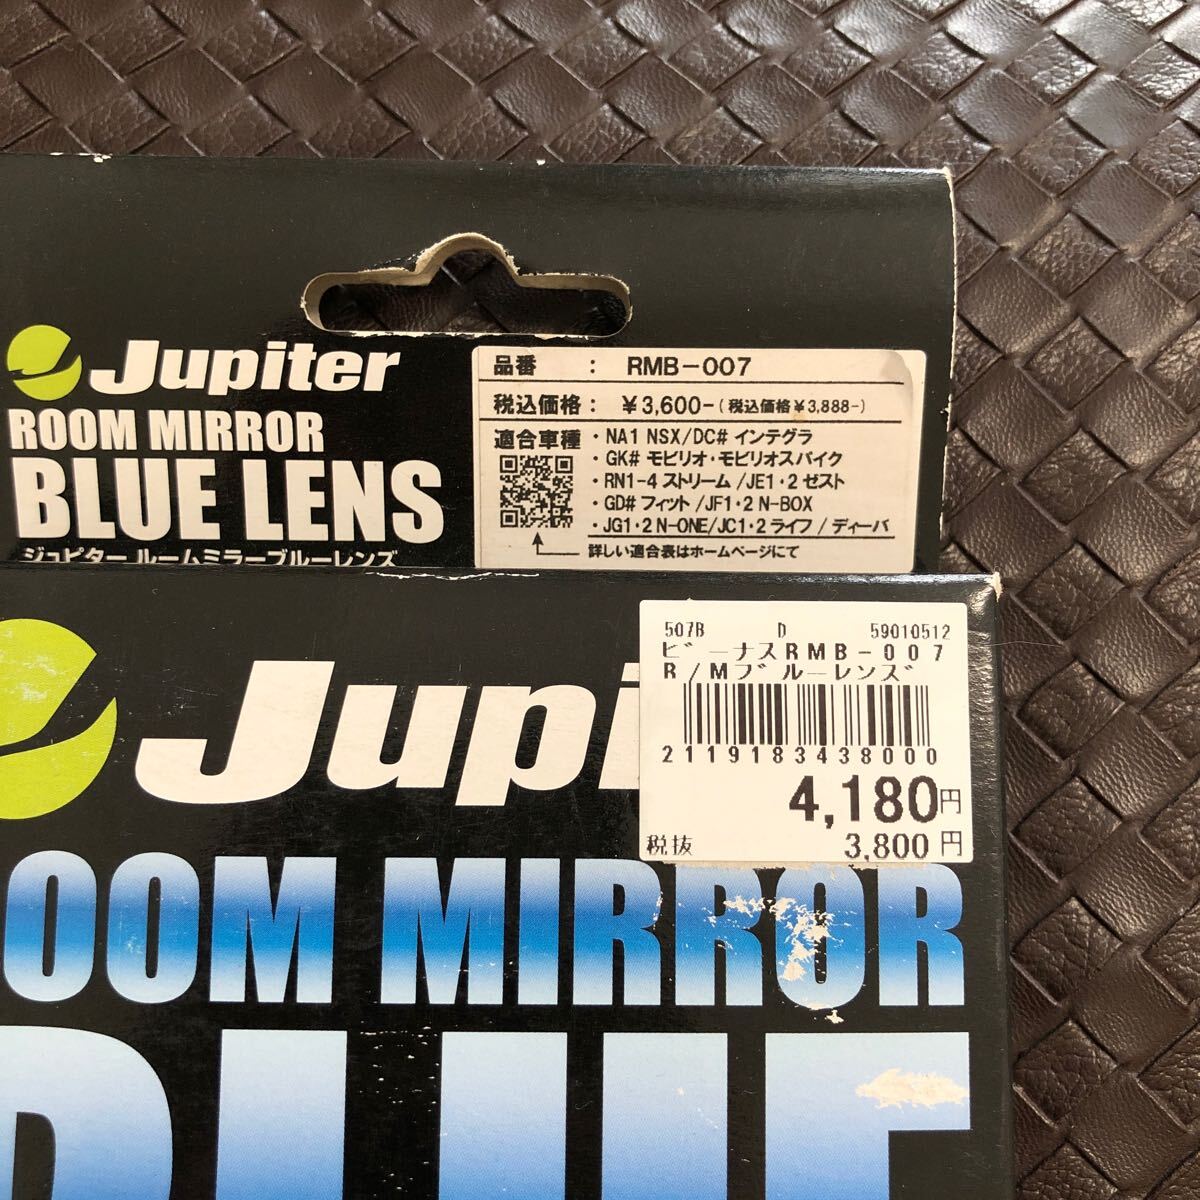 Jupiter
ROOM MIRROR
BLUE LENS
ジュピター ルームミラーブルーレンズ
品番 : RMB-007
税込価格: ¥3,600-(税込価格¥3,888-)
適合車種 ・NA1 NSX/DC# インテグラ
・GK# モビリオ・モビリオスパイク
・RN1-4 ストリーム /JE1・2 ゼスト
・GD# フィット /JF1・2 N-BOX
・JG1・2 N-ONE/JC1・2 ライフ / ディーバ
詳しい適合表はホームページにて
507B D 59010512
ビーナスRMB-007
R/Mブルーレンズ
2119183438000
4,180円
税抜 3,800円
Jupi
OOM MIRROR
BLUE